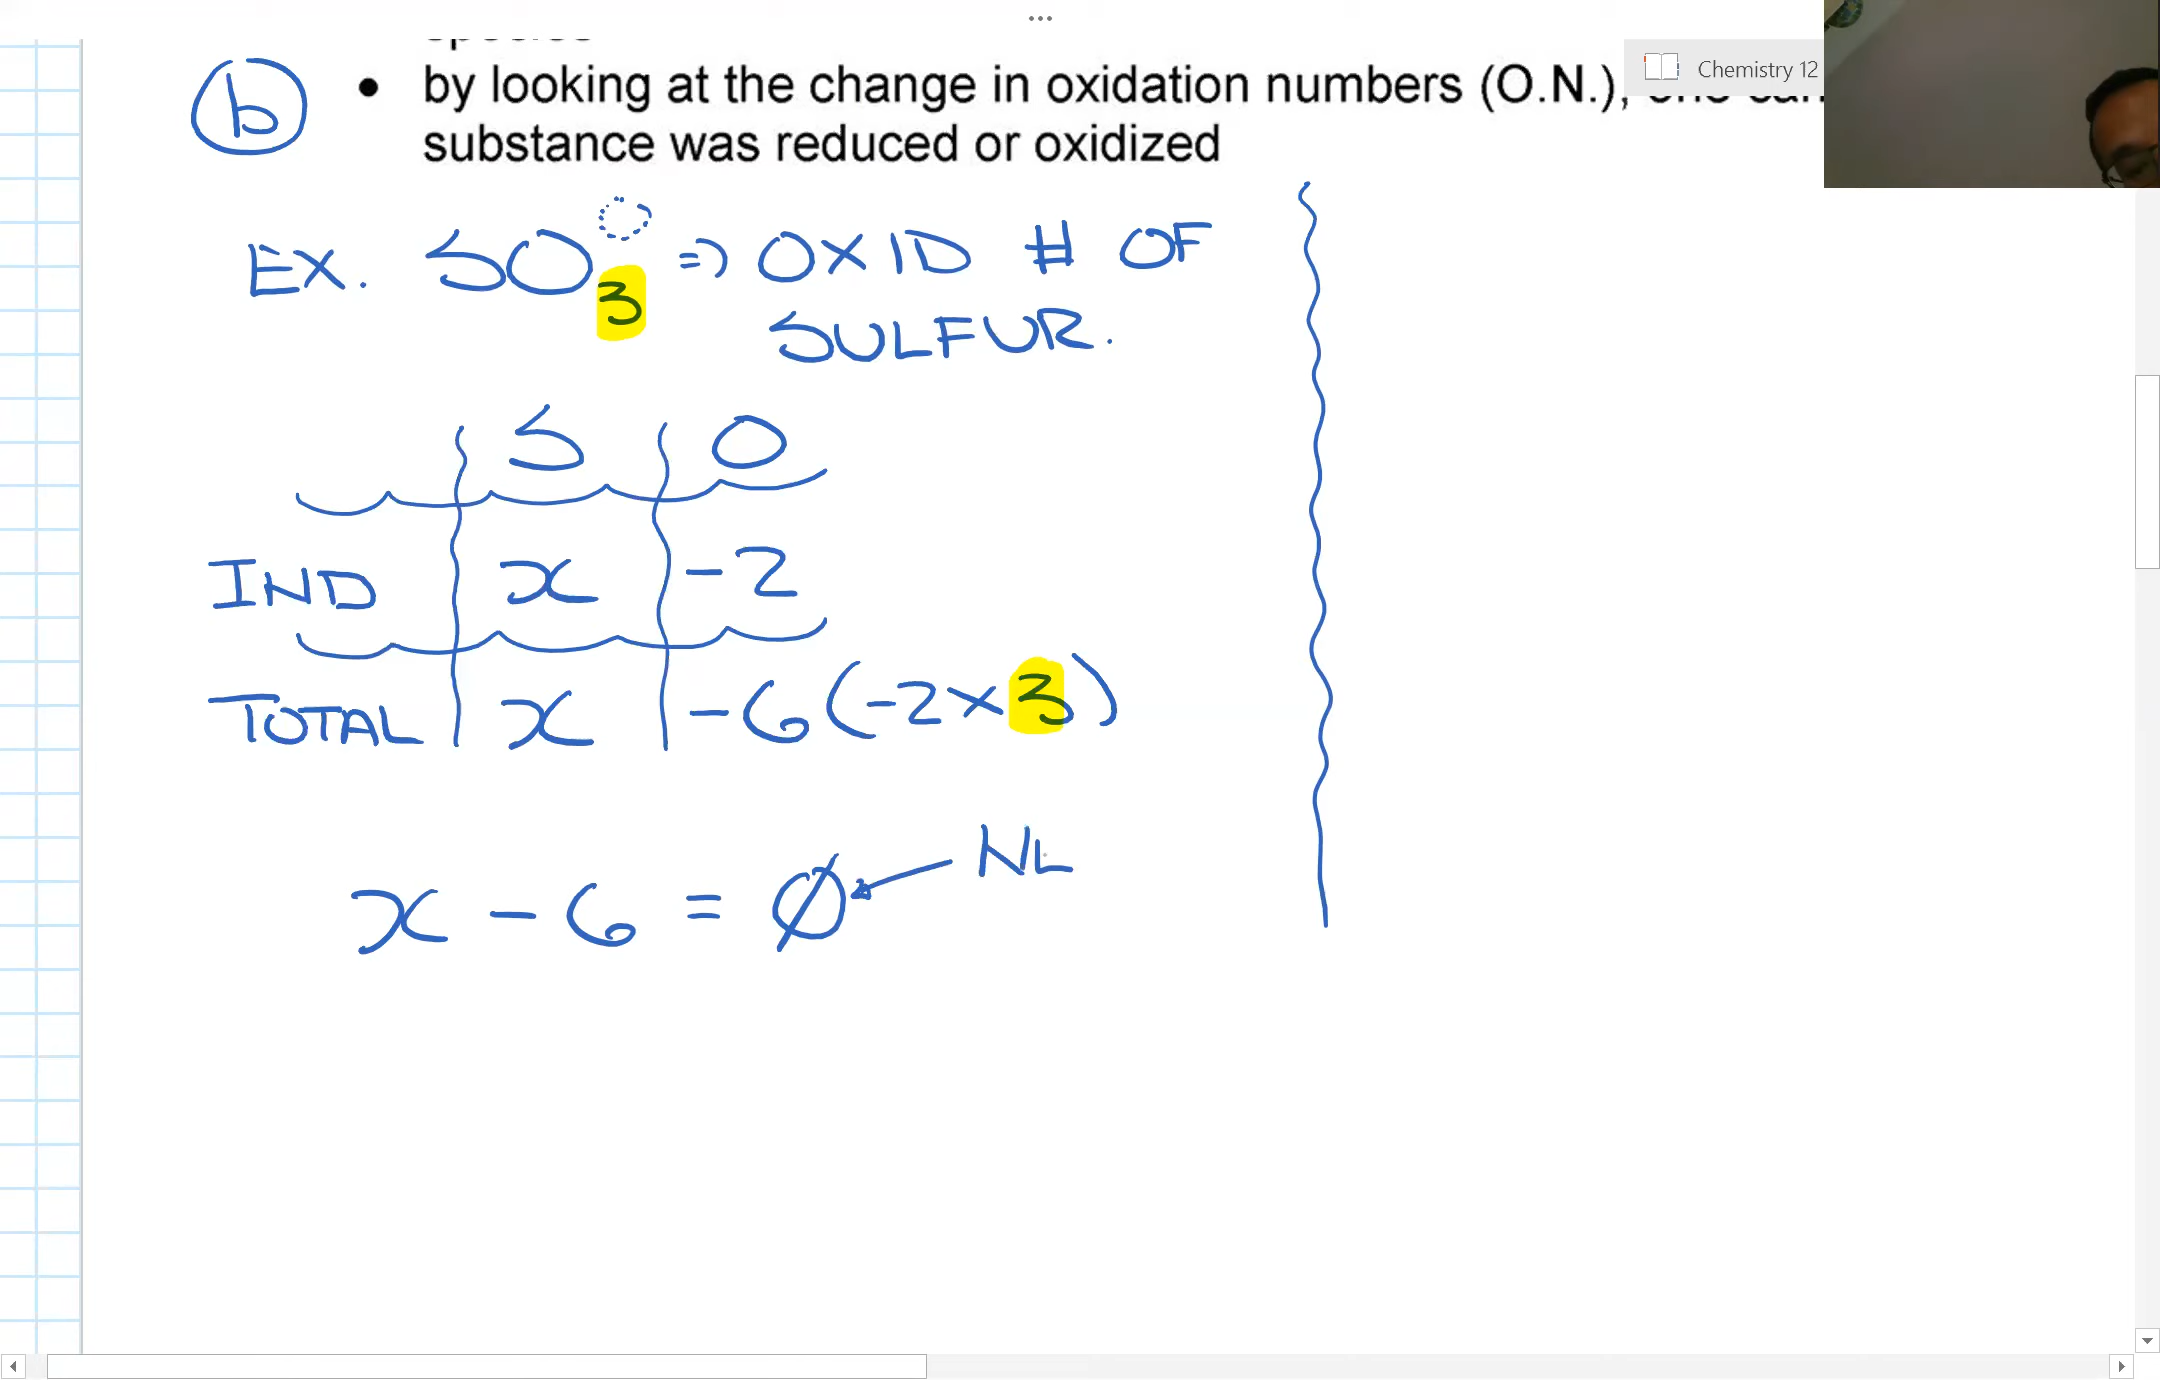 Chemistry 12
ⓑ • by looking at the change in oxidation numbers (O.N.),
substance was reduced or oxidized
EX. SO₃ => OXID # OF
SULFUR.
S O
IND x -2
TOTAL x -6 (-2 x 3)
x - 6 = Ø ← NL